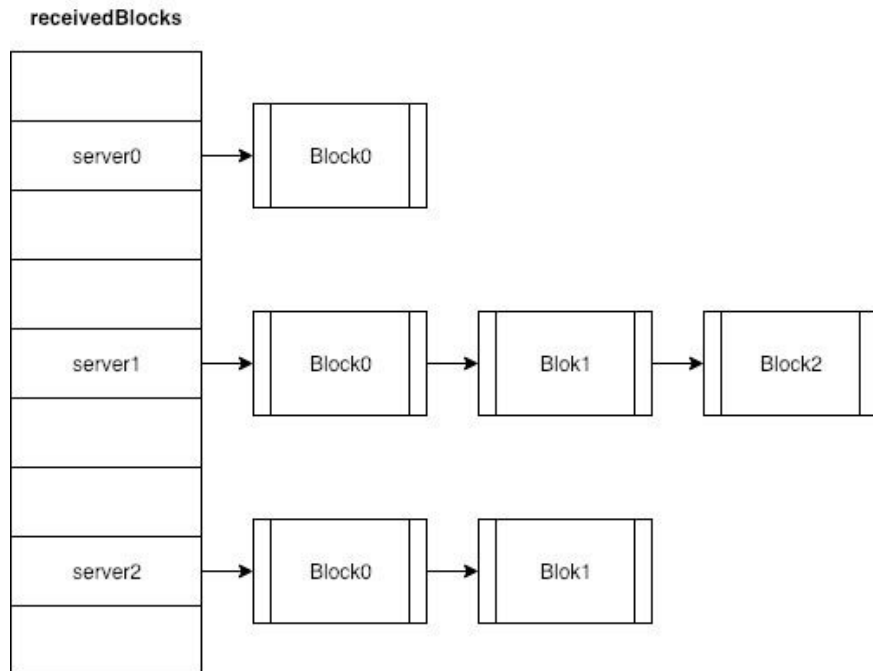 receivedBlocks
server0
Block0
server1
Block0
Blok1
Block2
server2
Block0
Blok1